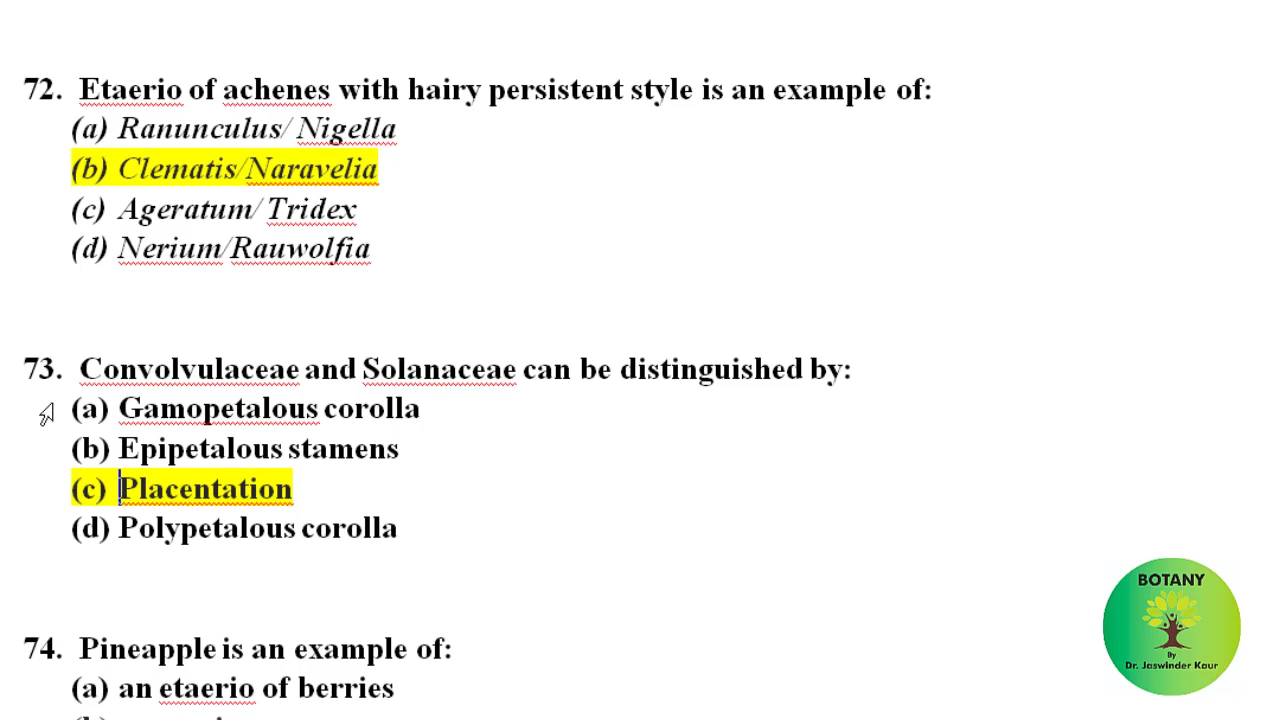 72. Etaerio of achenes with hairy persistent style is an example of:
(a) Ranunculus/ Nigella
(b) Clematis/Naravelia
(c) Ageratum/ Tridex
(d) Nerium/Rauwolfia
73. Convolvulaceae and Solanaceae can be distinguished by:
(a) Gamopetalous corolla
(b) Epipetalous stamens
(c) Placentation
(d) Polypetalous corolla
74. Pineapple is an example of:
(a) an etaerio of berries
BOTANY
By
Dr. Jaswinder Kaur